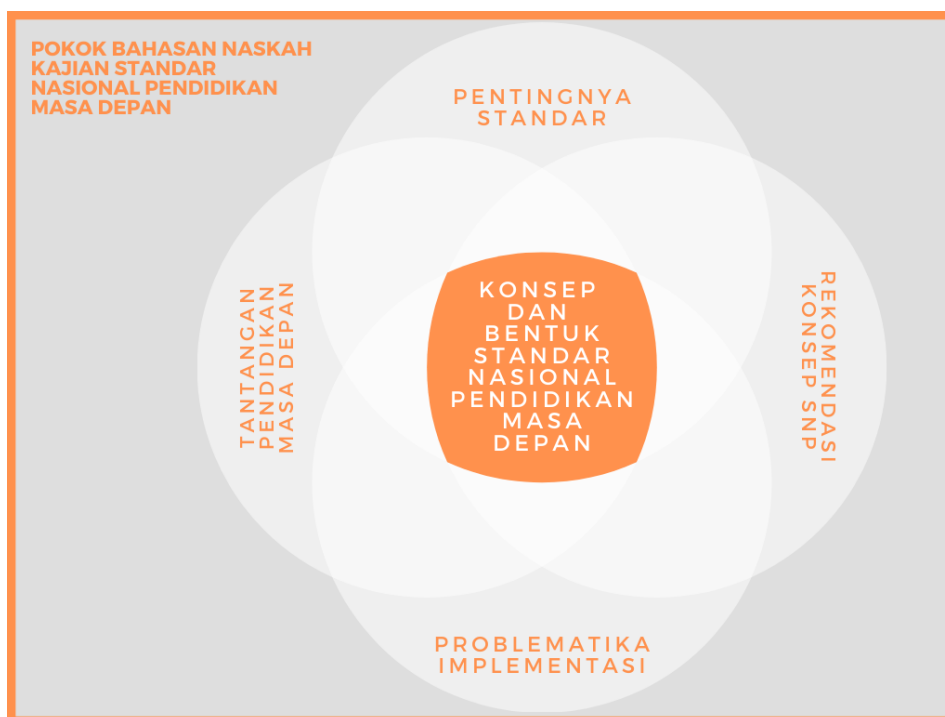 POKOK BAHASAN NASKAH
KAJIAN STANDAR
NASIONAL PENDIDIKAN
MASA DEPAN
PENTINGNYA
STANDAR
TANTANGAN
PENDIDIKAN
MASA DEPAN
KONSEP
DAN
BENTUK
STANDAR
NASIONAL
PENDIDIKAN
MASA
DEPAN
REKOMENDASI
KONSEP SNP
PROBLEMATIKA
IMPLEMENTASI